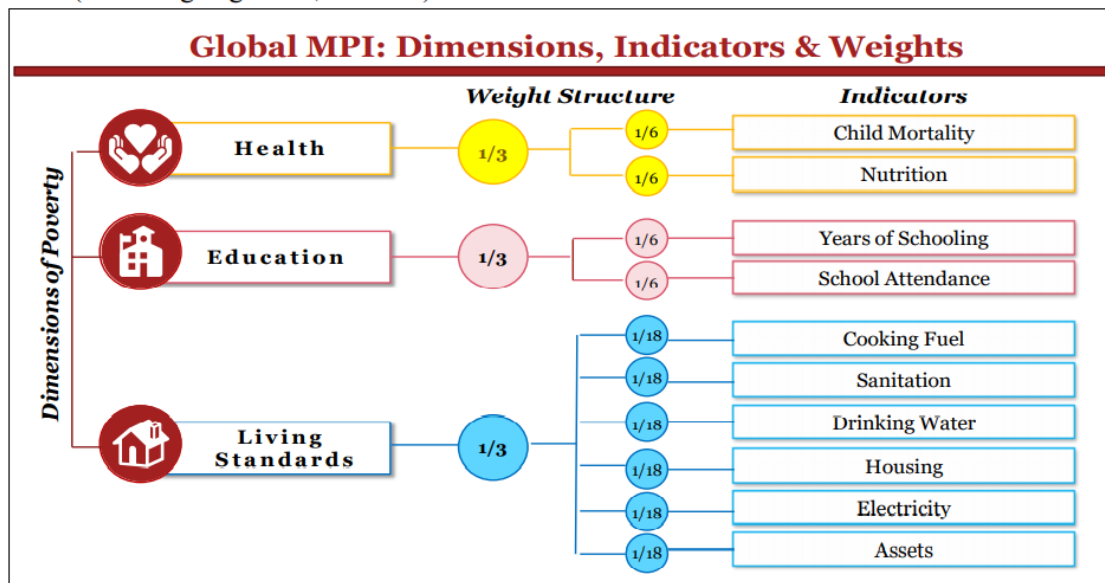 Global MPI: Dimensions, Indicators & Weights
Weight Structure
Indicators
Dimensions of Poverty
Health
1/3
1/6
Child Mortality
1/6
Nutrition
Education
1/3
1/6
Years of Schooling
1/6
School Attendance
Living
Standards
1/3
1/18
Cooking Fuel
1/18
Sanitation
1/18
Drinking Water
1/18
Housing
1/18
Electricity
1/18
Assets